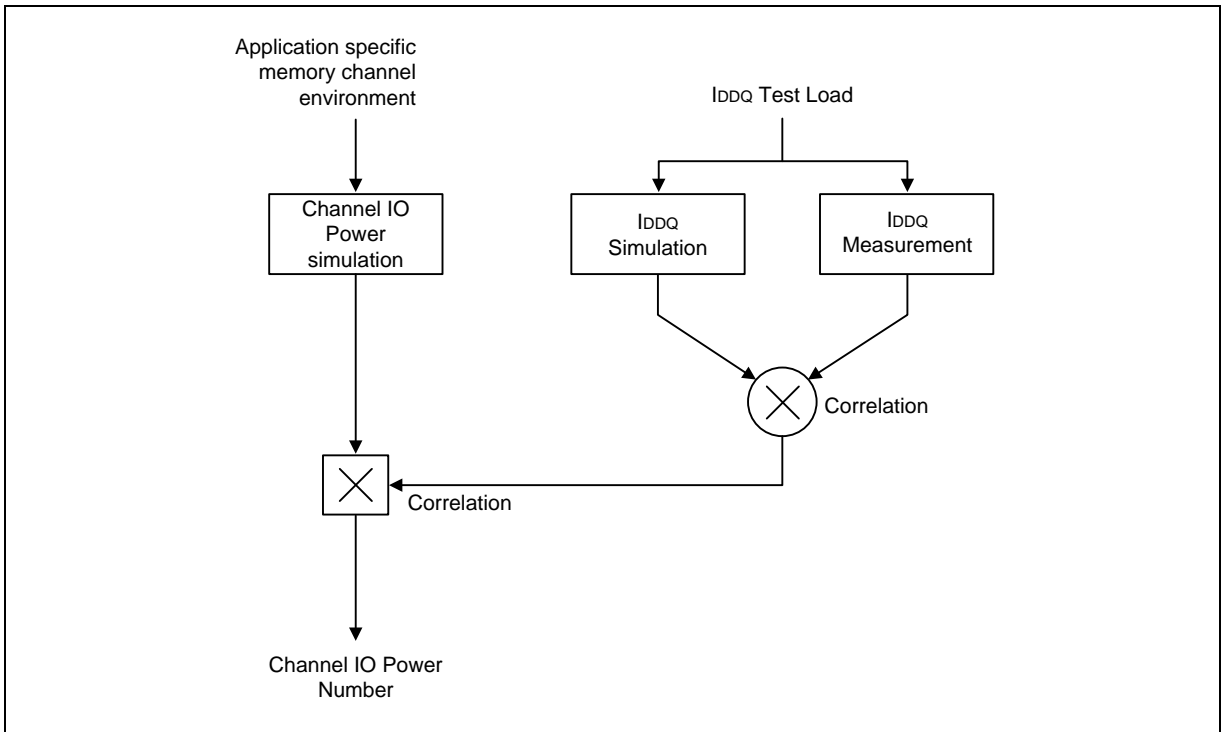 Application specific
memory channel
environment
IDDQ Test Load
Channel IO
Power
simulation
IDDQ
Simulation
IDDQ
Measurement
Correlation
Correlation
Channel IO Power
Number